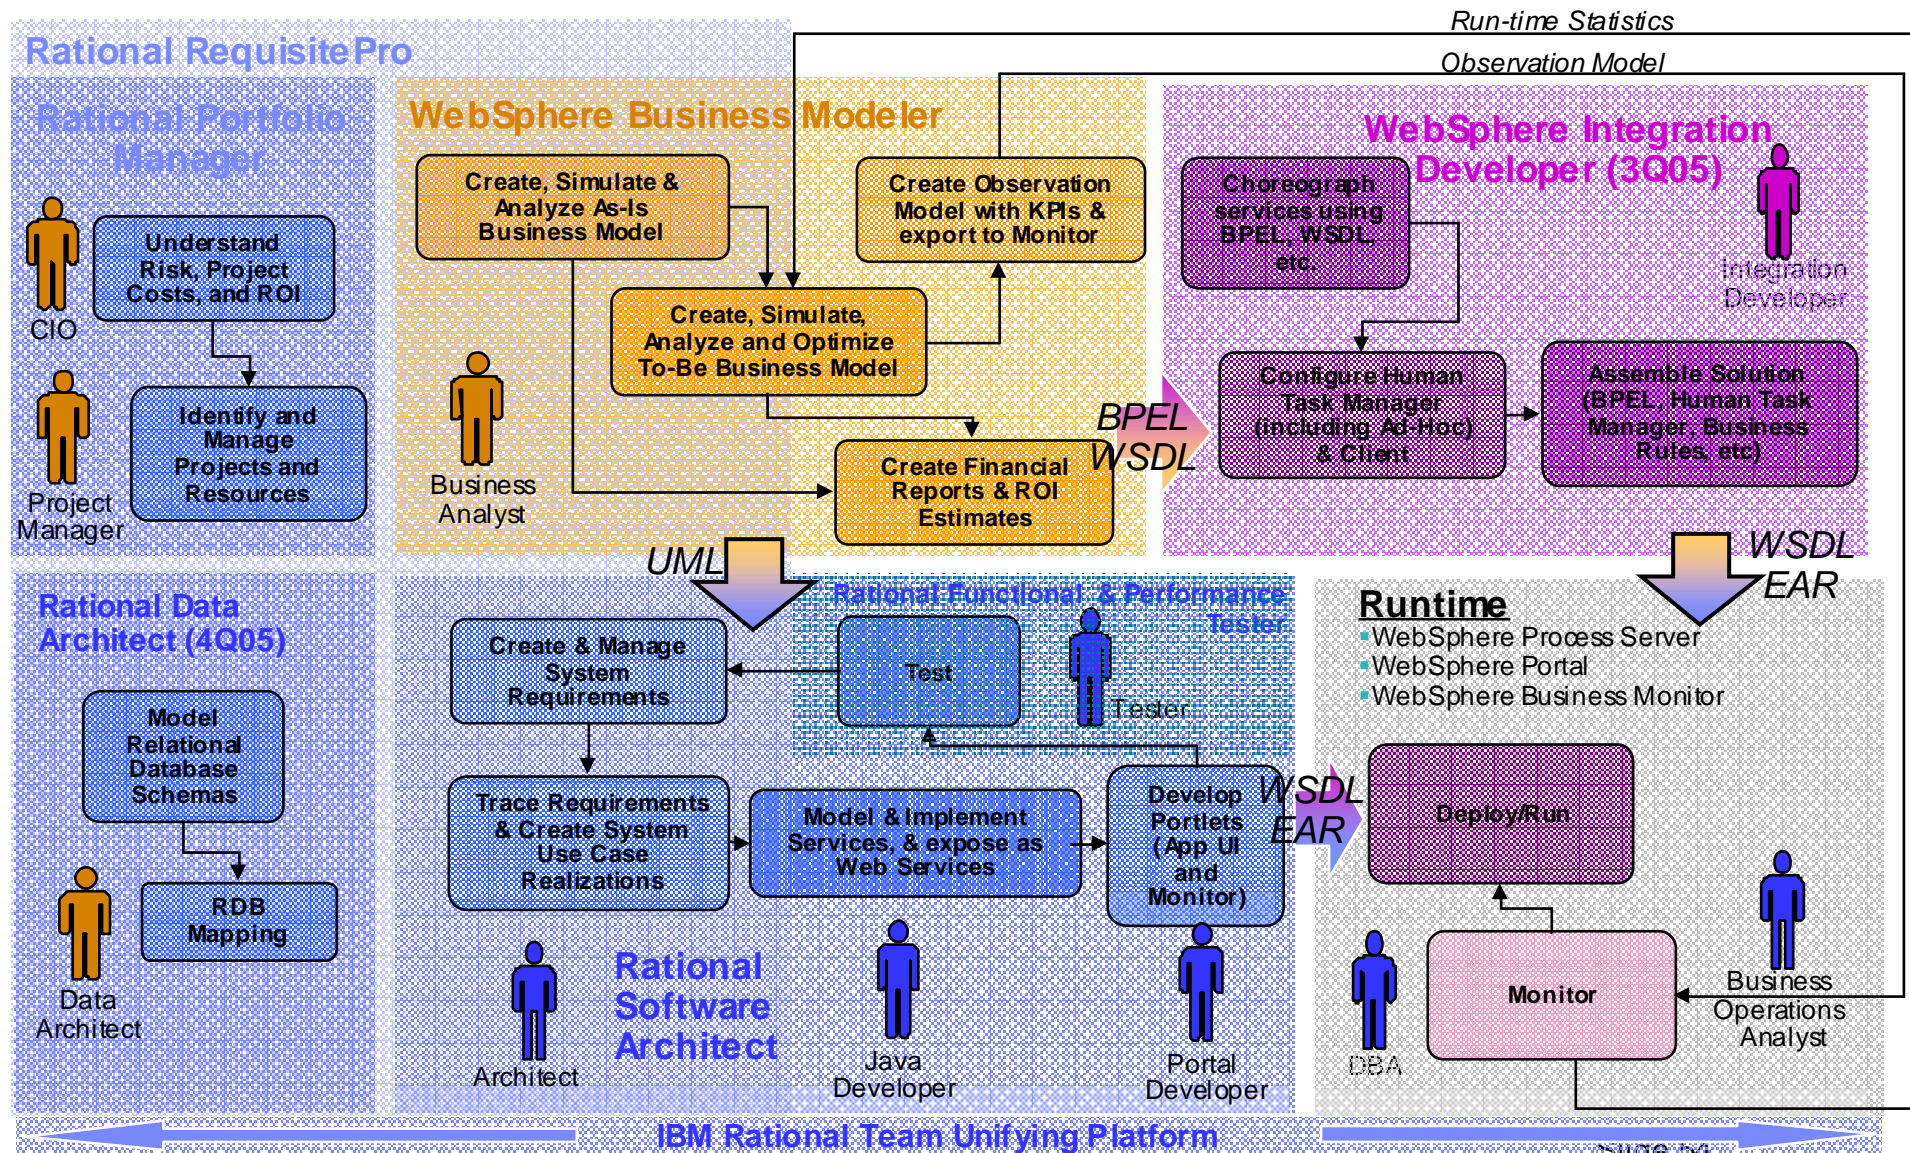 Run-time Statistics
Observation Model
Rational RequisitePro
Rational Portfolio
Manager
CIO
Understand
Risk, Project
Costs, and ROI
Project
Manager
Identify and
Manage
Projects and
Resources
WebSphere Business Modeler
Create, Simulate &
Analyze As-Is
Business Model
Create Observation
Model with KPIs &
export to Monitor
Create, Simulate,
Analyze and Optimize
To-Be Business Model
Business
Analyst
Create Financial
Reports & ROI
Estimates
BPEL
WSDL
WebSphere Integration
Developer (3Q05)
Choreograph
services using
BPEL, WSDL,
etc.
Integration
Developer
Configure Human
Task Manager
(including Ad-Hoc)
& Client
Assemble Solution
(BPEL, Human Task
Manager, Business
Rules, etc)
UML
WSDL
EAR
Rational Data
Architect (4Q05)
Model
Relational
Database
Schemas
RDB
Mapping
Data
Architect
Rational Functional & Performance
Tester
Create & Manage
System
Requirements
Test
Tester
Trace Requirements
& Create System
Use Case
Realizations
Model & Implement
Services, & expose as
Web Services
Develop
Portlets
(App UI
and
Monitor)
WSDL
EAR
Rational
Software
Architect
Architect
Java
Developer
Portal
Developer
Runtime
▪WebSphere Process Server
▪WebSphere Portal
▪WebSphere Business Monitor
Deploy/Run
Monitor
DBA
Business
Operations
Analyst
IBM Rational Team Unifying Platform